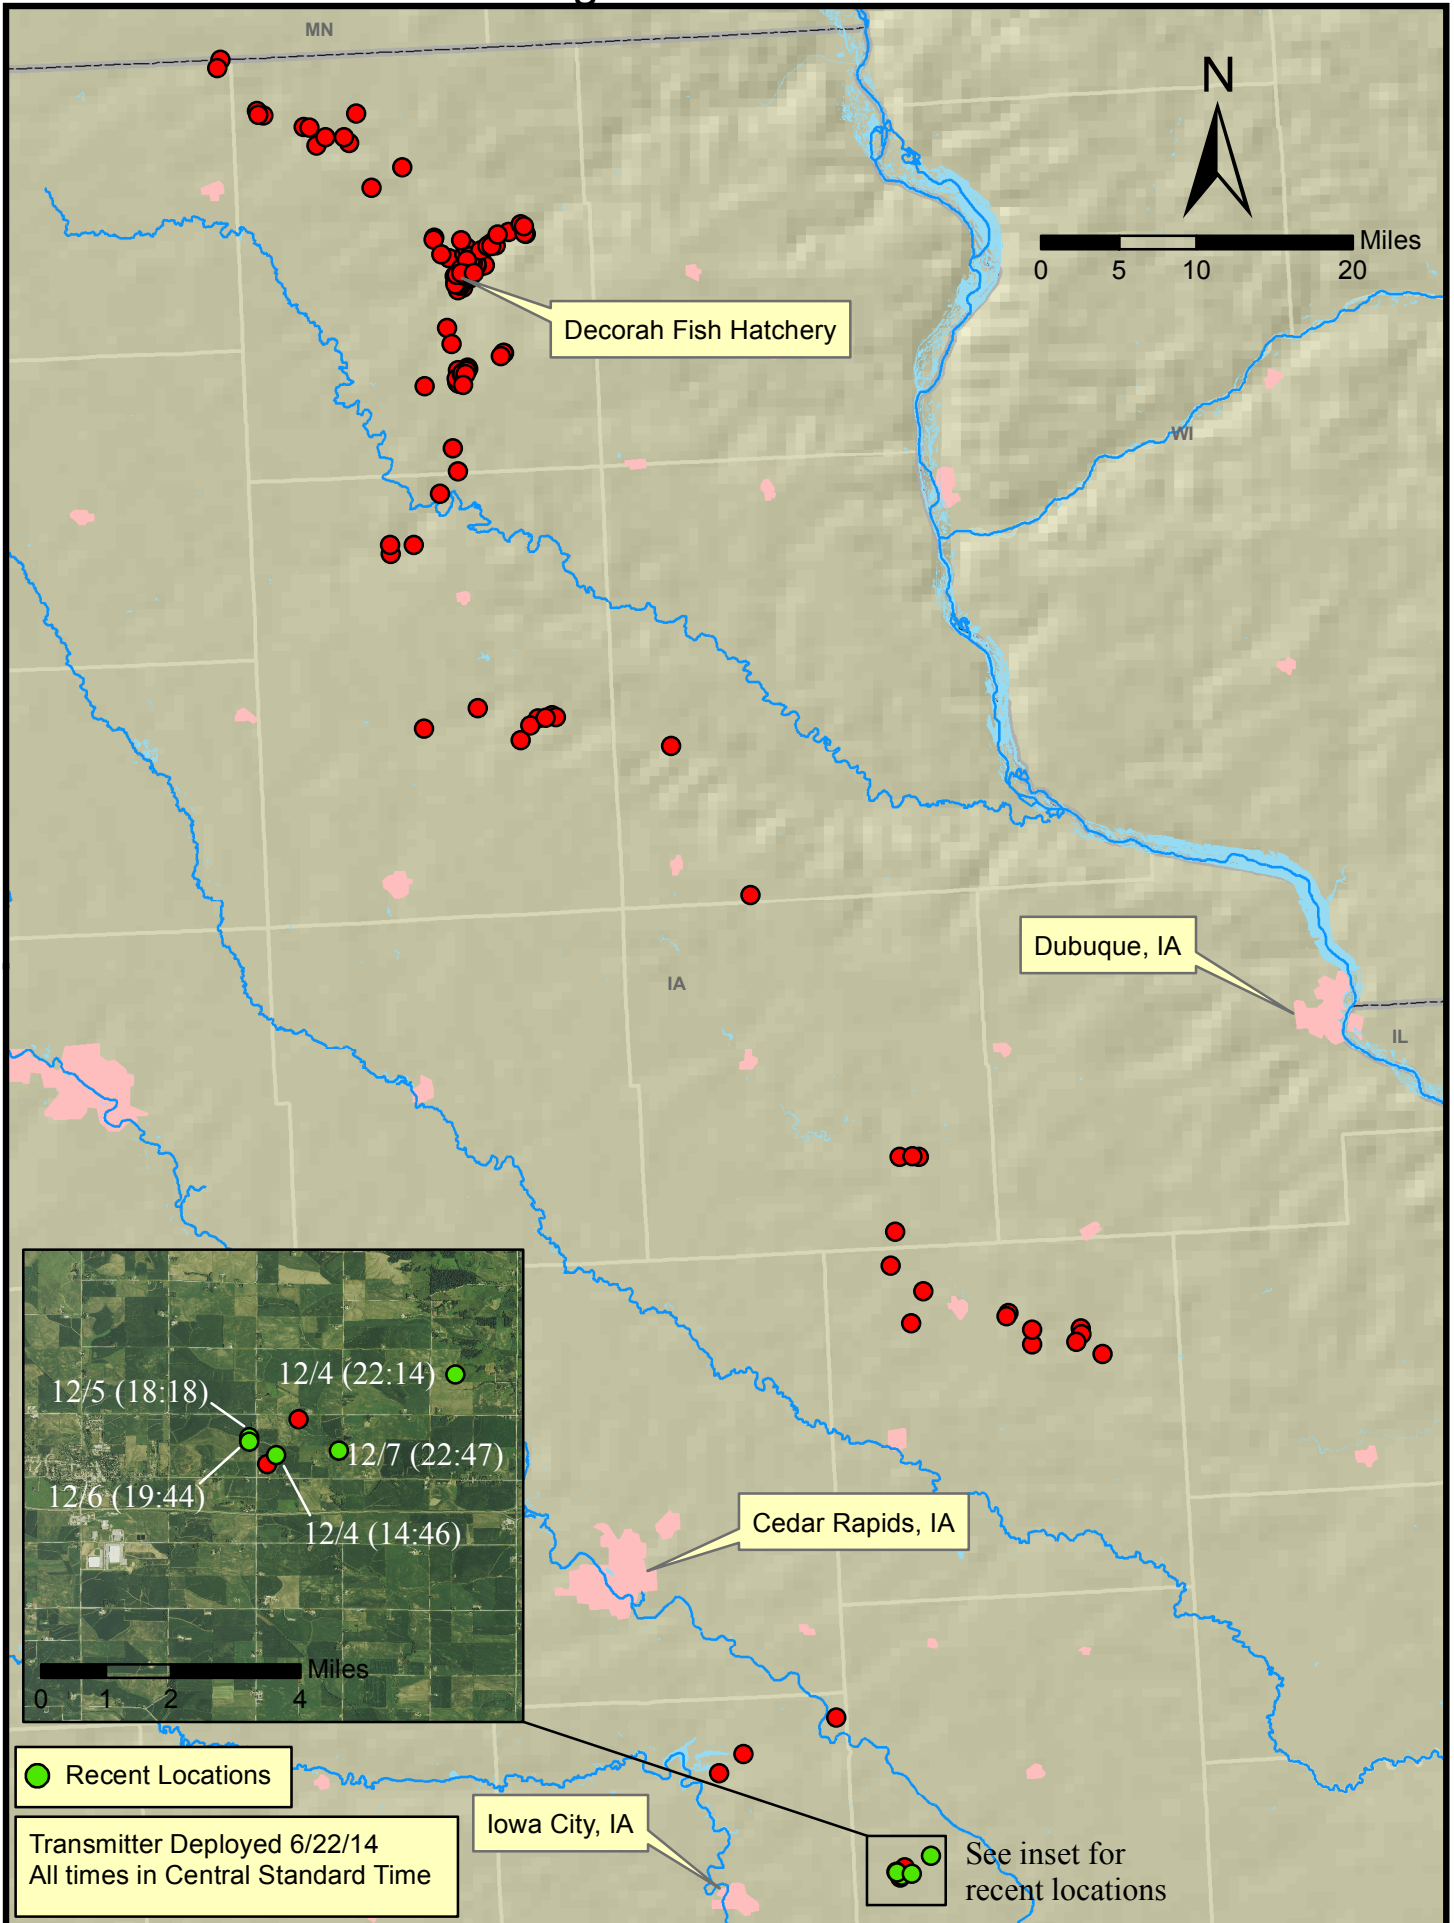 MN
N
Miles
0 5 10 20
Decorah Fish Hatchery
WI
Dubuque, IA
IA
IL
12/4 (22:14)
12/5 (18:18)
12/7 (22:47)
12/6 (19:44)
12/4 (14:46)
Cedar Rapids, IA
Miles
0 1 2 4
Recent Locations
Iowa City, IA
Transmitter Deployed 6/22/14
All times in Central Standard Time
See inset for
recent locations